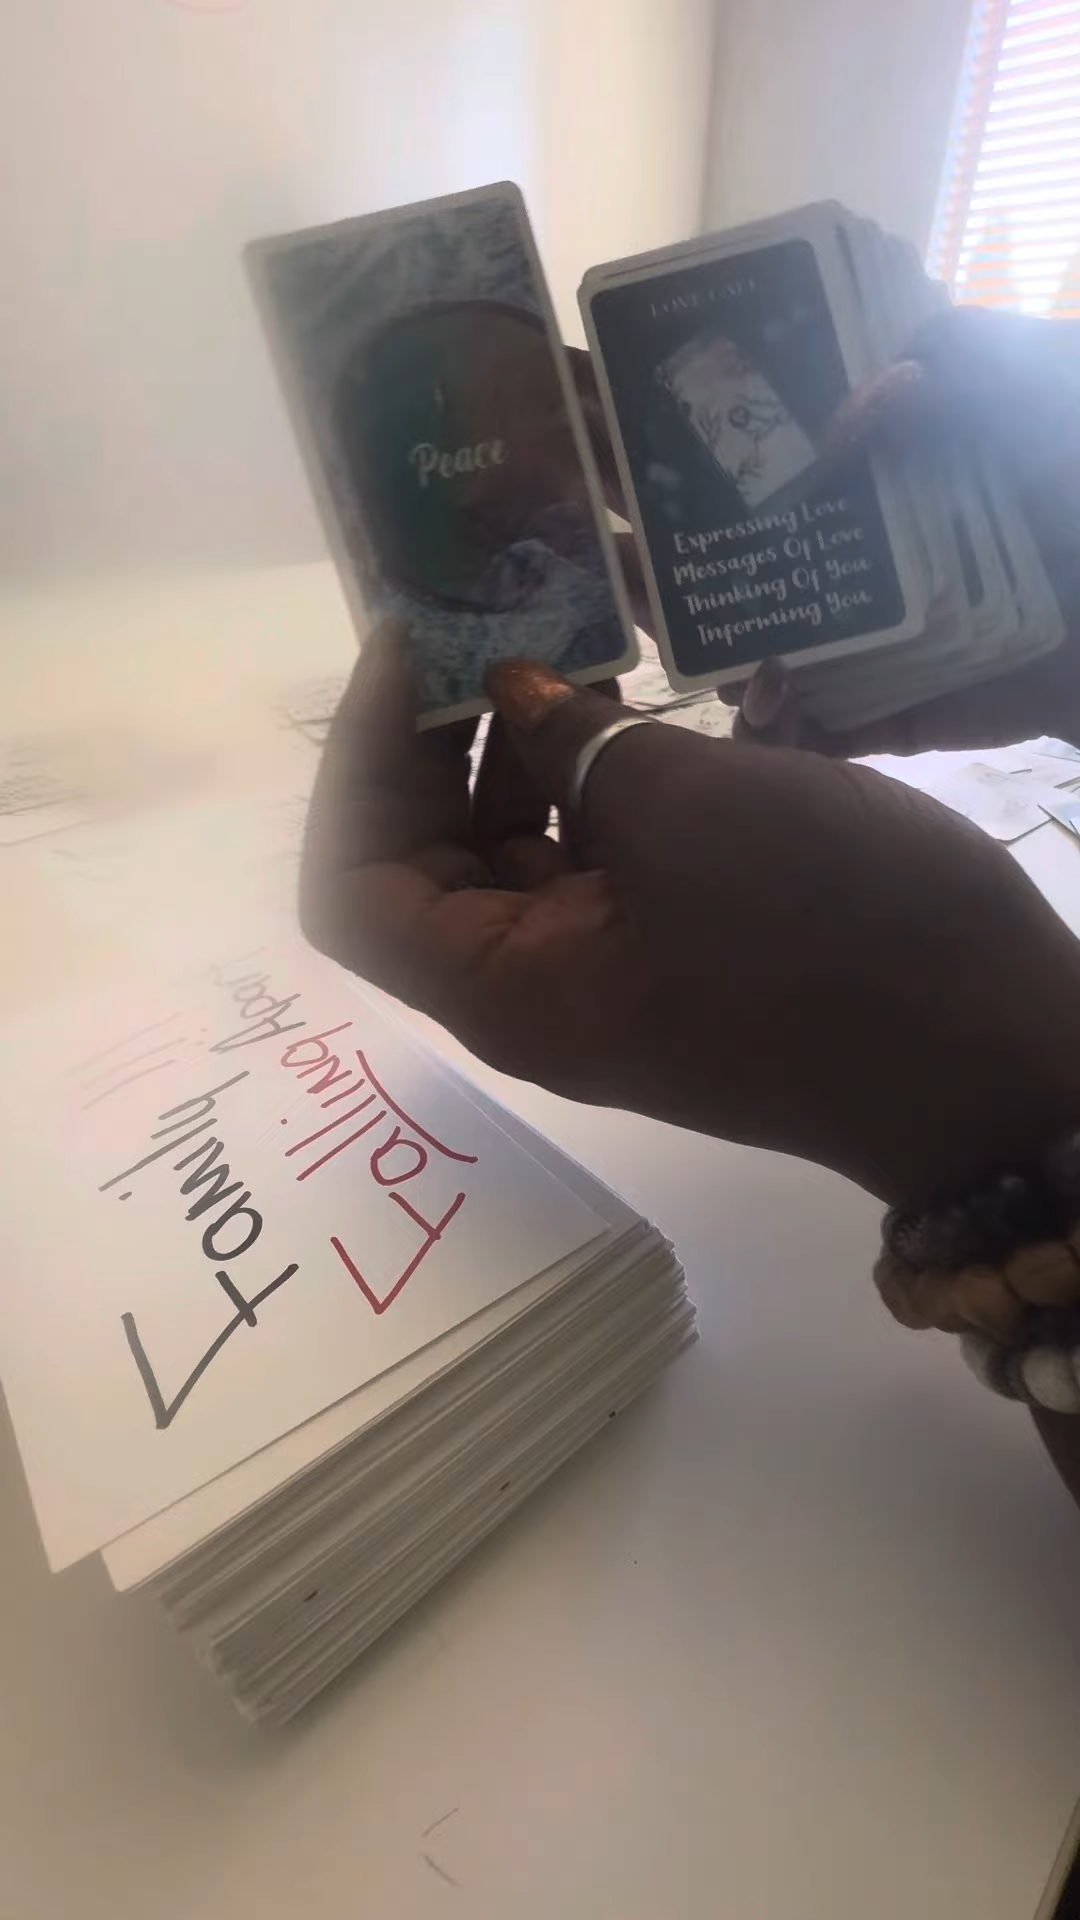 Peace
LOVE CALL
Expressing Love
Messages Of Love
Thinking Of You
Informing You
Falling Apart
Family